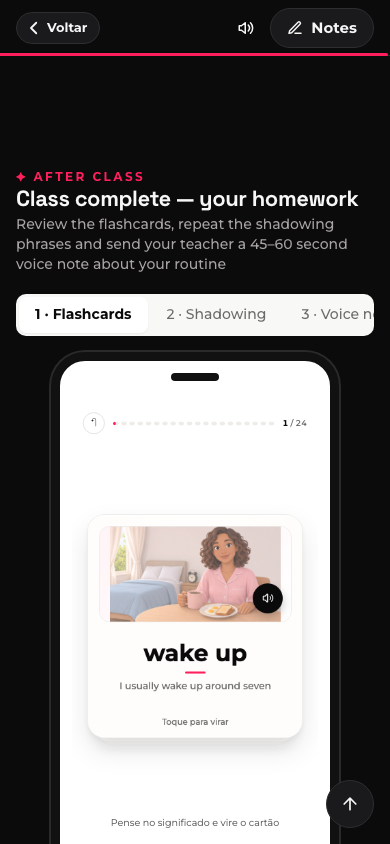 Voltar
Notes
AFTER CLASS
Class complete — your homework
Review the flashcards, repeat the shadowing
phrases and send your teacher a 45–60 second
voice note about your routine
1 · Flashcards
2 · Shadowing
3 · Voice n
1 / 24
wake up
I usually wake up around seven
Toque para virar
Pense no significado e vire o cartão